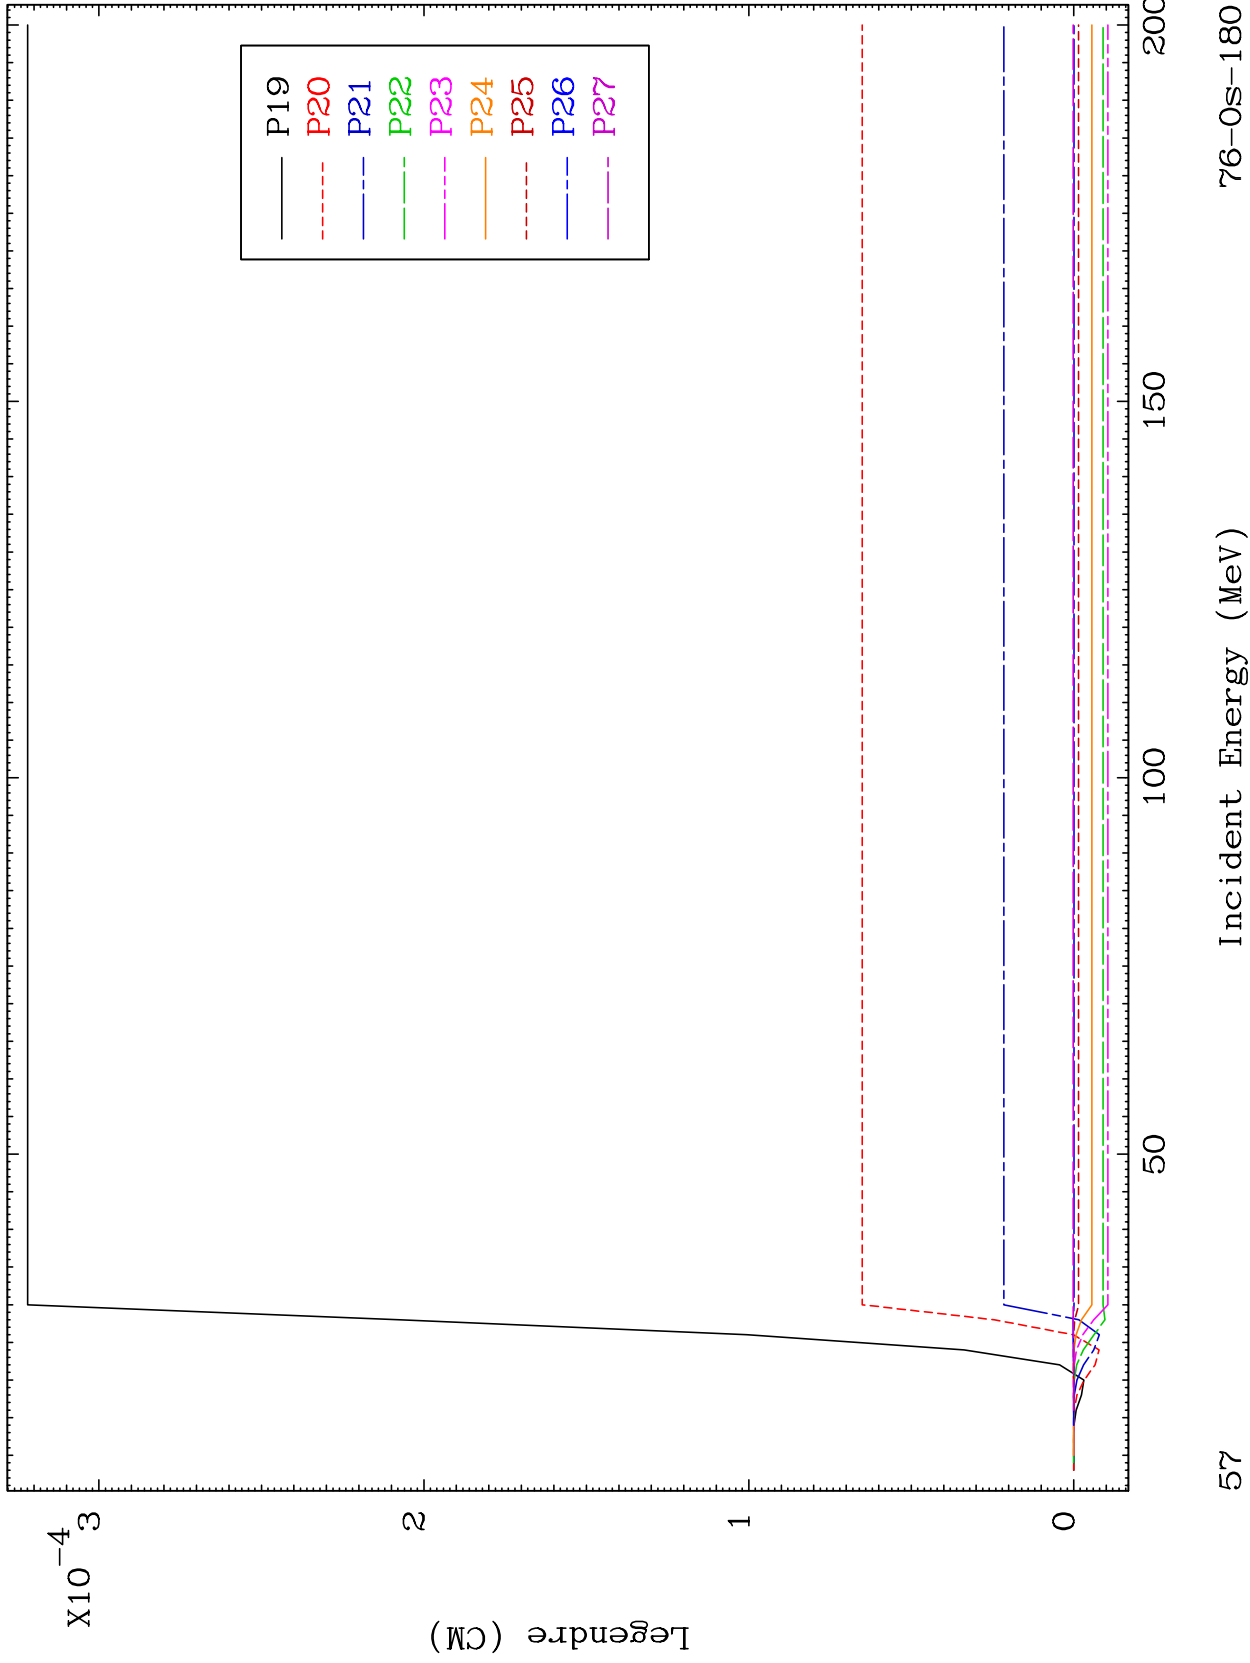 X10-4
3
2
1
0
Legendre (CM)
P19
P20
P21
P22
P23
P24
P25
P26
P27
50
100
150
200
57
Incident Energy (MeV)
76-Os-180